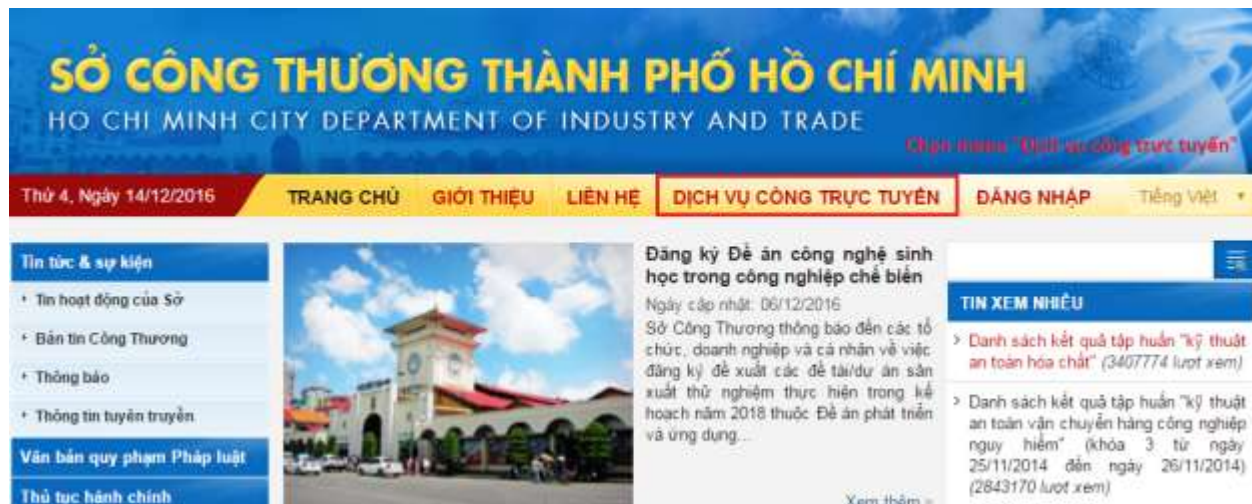 SỞ CÔNG THƯƠNG THÀNH PHỐ HỒ CHÍ MINH
HO CHI MINH CITY DEPARTMENT OF INDUSTRY AND TRADE
Chọn menu "Dịch vụ công trực tuyến"
Thứ 4, Ngày 14/12/2016
TRANG CHỦ GIỚI THIỆU LIÊN HỆ DỊCH VỤ CÔNG TRỰC TUYẾN ĐĂNG NHẬP Tiếng Việt
Tin tức & sự kiện
Tin hoạt động của Sở
Bản tin Công Thương
Thông báo
Thông tin tuyên truyền
Văn bản quy phạm Pháp luật
Thủ tục hành chính
Đăng ký Đề án công nghệ sinh
học trong công nghiệp chế biến
Ngày cập nhật: 06/12/2016
Sở Công Thương thông báo đến các tổ
chức, doanh nghiệp và cá nhân về việc
đăng ký đề xuất các đề tài/dự án sản
xuất thử nghiệm thực hiện trong kế
hoạch năm 2018 thuộc Đề án phát triển
và ứng dụng...
Xem thêm »
TIN XEM NHIỀU
> Danh sách kết quả tập huấn "kỹ thuật
an toàn hóa chất" (3407774 lượt xem)
> Danh sách kết quả tập huấn "kỹ thuật
an toàn vận chuyển hàng công nghiệp
nguy hiểm" (khóa 3 từ ngày
25/11/2014 đến ngày 26/11/2014)
(2843170 lượt xem)